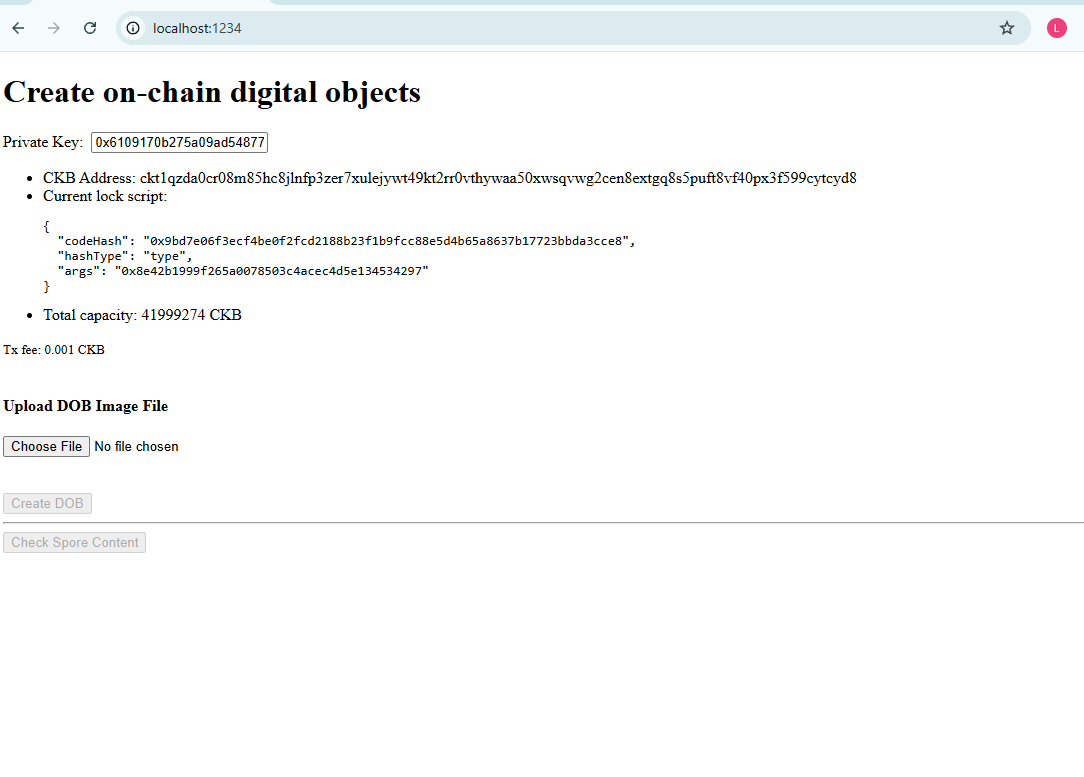 localhost:1234
L
Create on-chain digital objects
Private Key: 0x6109170b275a09ad54877
CKB Address: ckt1qzda0cr08m85hc8jlnfp3zer7xulejywt49kt2rr0vthywaa50xwsqvwg2cen8extgq8s5puft8vf40px3f599cytcyd8
Current lock script:
{
"codeHash": "0x9bd7e06f3ecf4be0f2fcd2188b23f1b9fcc88e5d4b65a8637b17723bbda3cce8",
"hashType": "type",
"args": "0x8e42b1999f265a0078503c4acec4d5e134534297"
}
Total capacity: 41999274 CKB
Tx fee: 0.001 CKB
Upload DOB Image File
Choose File No file chosen
Create DOB
Check Spore Content